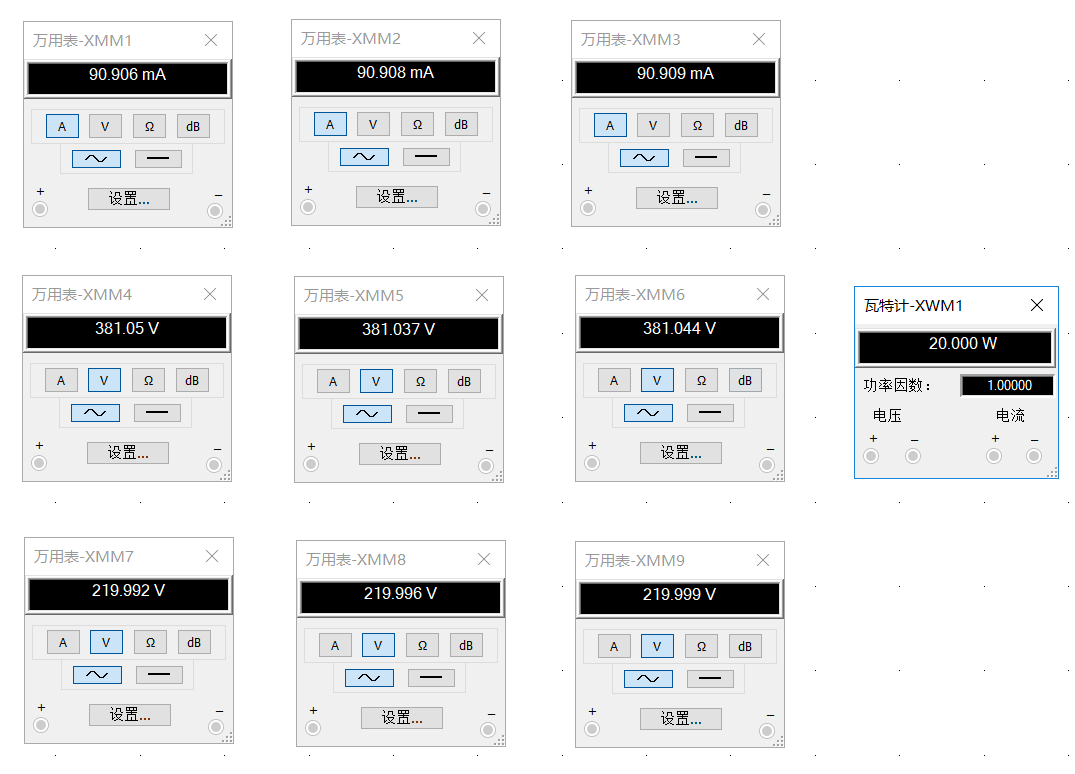 万用表-XMM1
90.906 mA
A V Ω dB
+ −
设置...
万用表-XMM2
90.908 mA
A V Ω dB
+ −
设置...
万用表-XMM3
90.909 mA
A V Ω dB
+ −
设置...
万用表-XMM4
381.05 V
A V Ω dB
+ −
设置...
万用表-XMM5
381.037 V
A V Ω dB
+ −
设置...
万用表-XMM6
381.044 V
A V Ω dB
+ −
设置...
瓦特计-XWM1
20.000 W
功率因数： 1.00000
电压 电流
+ − + −
万用表-XMM7
219.992 V
A V Ω dB
+ −
设置...
万用表-XMM8
219.996 V
A V Ω dB
+ −
设置...
万用表-XMM9
219.999 V
A V Ω dB
+ −
设置...